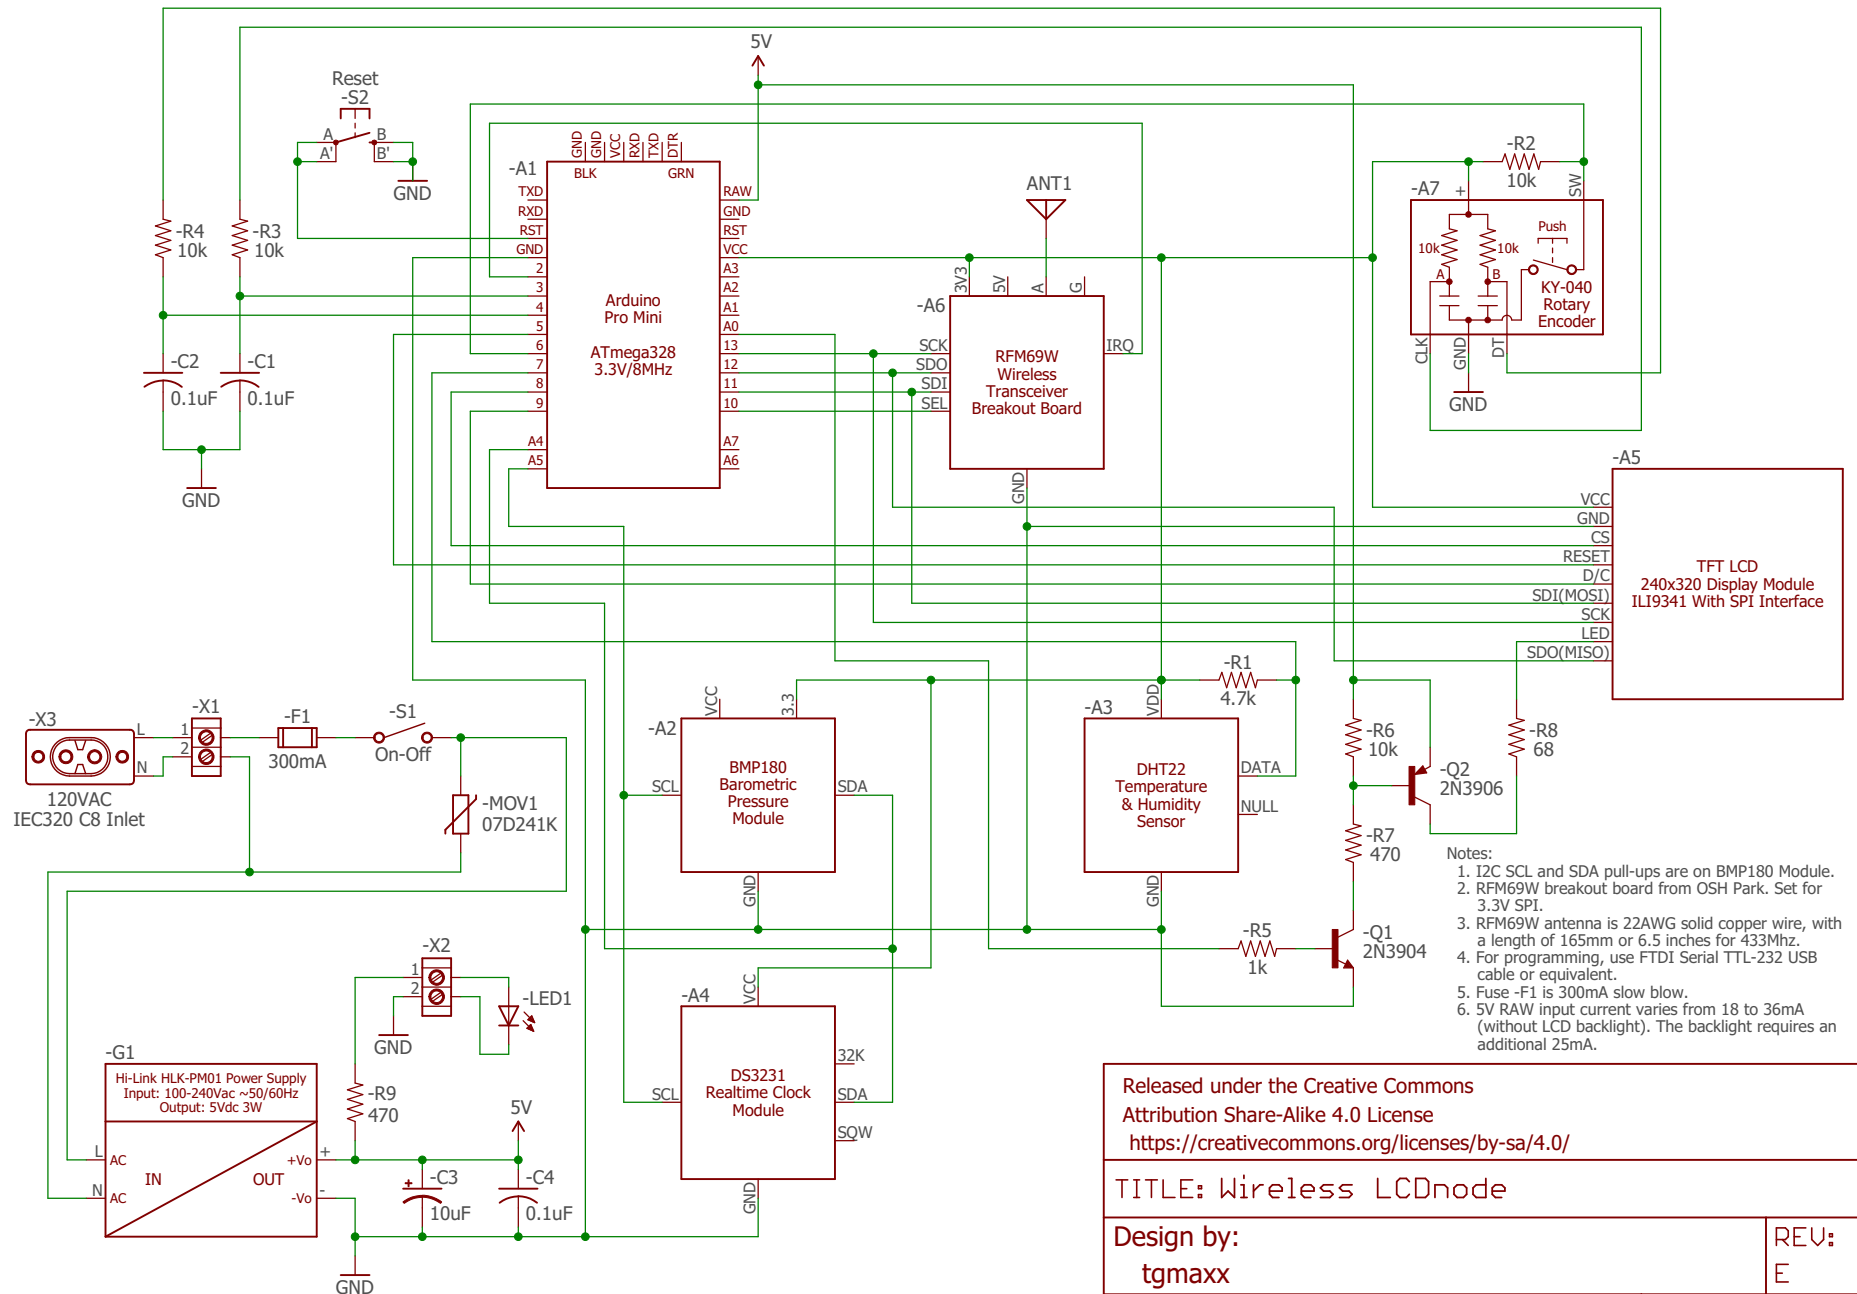 5V
Reset
-S2
A
B
A'
B'
GND
-A1
GND
GND
VCC
RXD
TXD
DTR
BLK
GRN
TXD
RXD
RST
GND
2
3
4
5
6
7
8
9
A4
A5
RAW
GND
RST
VCC
A3
A2
A1
A0
13
12
11
10
A7
A6
Arduino
Pro Mini
ATmega328
3.3V/8MHz
-R4
10k
-R3
10k
-C2
0.1uF
-C1
0.1uF
GND
ANT1
-A6
3V3
5V
A
G
SCK
SDO
SDI
SEL
IRQ
GND
RFM69W
Wireless
Transceiver
Breakout Board
-R2
10k
-A7
+
SW
10k
10k
Push
A
B
KY-040
Rotary
Encoder
CLK
GND
DT
GND
-A5
VCC
GND
CS
RESET
D/C
SDI(MOSI)
SCK
LED
SDO(MISO)
TFT LCD
240x320 Display Module
ILI9341 With SPI Interface
-X3
L
N
120VAC
IEC320 C8 Inlet
-X1
1
2
-F1
300mA
-S1
On-Off
-MOV1
07D241K
-A2
VCC
3.3
SCL
SDA
GND
BMP180
Barometric
Pressure
Module
-R1
4.7k
-A3
VDD
DATA
NULL
GND
DHT22
Temperature
& Humidity
Sensor
-R6
10k
-R7
470
-Q2
2N3906
-R8
68
-R5
1k
-Q1
2N3904
-X2
1
2
-LED1
GND
-R9
470
-G1
Hi-Link HLK-PM01 Power Supply
Input: 100-240Vac ~50/60Hz
Output: 5Vdc 3W
L
AC
N
AC
IN
OUT
+Vo
+
-Vo
-
5V
-C3
+
10uF
-C4
0.1uF
GND
-A4
VCC
32K
SCL
SDA
SQW
GND
DS3231
Realtime Clock
Module
Notes:
1. I2C SCL and SDA pull-ups are on BMP180 Module.
2. RFM69W breakout board from OSH Park. Set for
3.3V SPI.
3. RFM69W antenna is 22AWG solid copper wire, with
a length of 165mm or 6.5 inches for 433Mhz.
4. For programming, use FTDI Serial TTL-232 USB
cable or equivalent.
5. Fuse -F1 is 300mA slow blow.
6. 5V RAW input current varies from 18 to 36mA
(without LCD backlight). The backlight requires an
additional 25mA.
Released under the Creative Commons
Attribution Share-Alike 4.0 License
https://creativecommons.org/licenses/by-sa/4.0/
TITLE: Wireless LCDnode
Design by:
tgmaxx
REV:
E